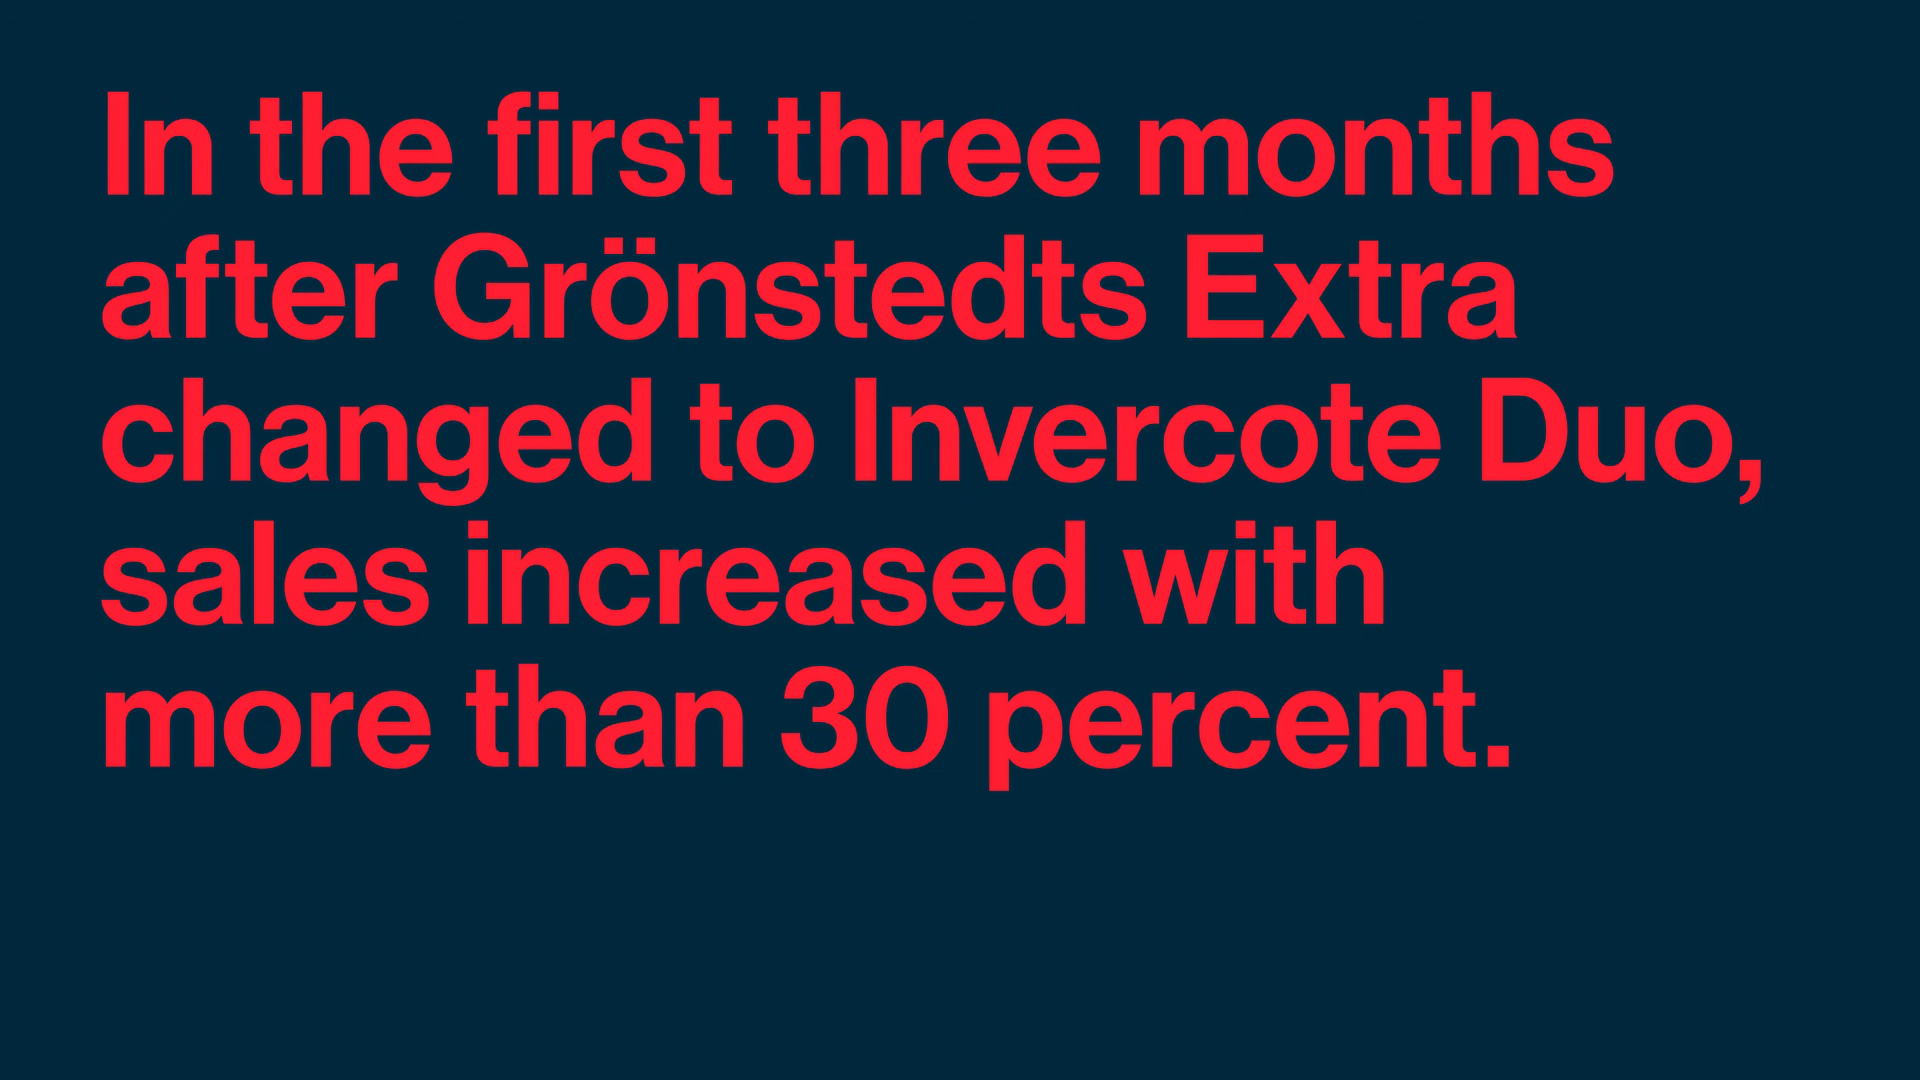 In the first three months
after Grönstedts Extra
changed to Invercote Duo,
sales increased with
more than 30 percent.